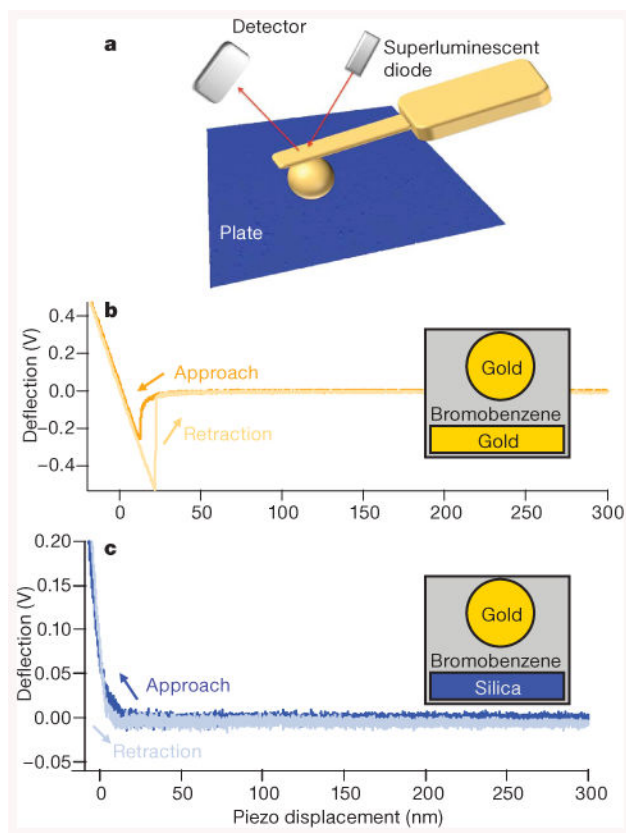 a
Detector
Superluminescent
diode
Plate
b
0.4
0.2
0.0
−0.2
−0.4
Deflection (V)
Approach
Retraction
Gold
Bromobenzene
Gold
0
50
100
150
200
250
300
c
0.20
0.15
0.10
0.05
0.00
−0.05
Deflection (V)
Approach
Retraction
Gold
Bromobenzene
Silica
0
50
100
150
200
250
300
Piezo displacement (nm)